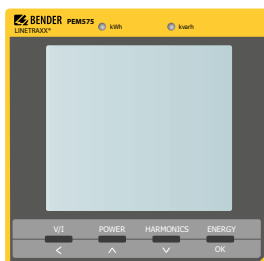 BENDER PEM575
LINETRAXX®
kWh
kvarh
V/I POWER HARMONICS ENERGY
< ∧ ∨ OK